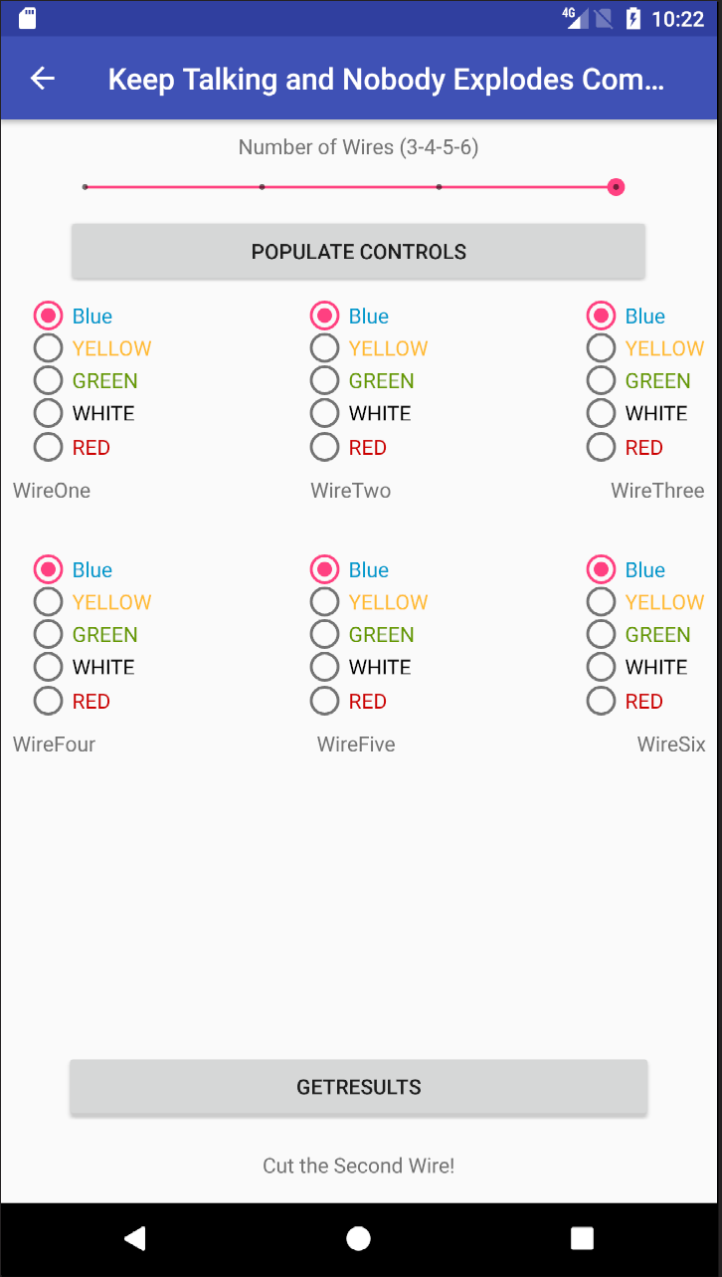 4G 10:22
Keep Talking and Nobody Explodes Com...
Number of Wires (3-4-5-6)
POPULATE CONTROLS
Blue Blue Blue
YELLOW YELLOW YELLOW
GREEN GREEN GREEN
WHITE WHITE WHITE
RED RED RED
WireOne WireTwo WireThree
Blue Blue Blue
YELLOW YELLOW YELLOW
GREEN GREEN GREEN
WHITE WHITE WHITE
RED RED RED
WireFour WireFive WireSix
GETRESULTS
Cut the Second Wire!